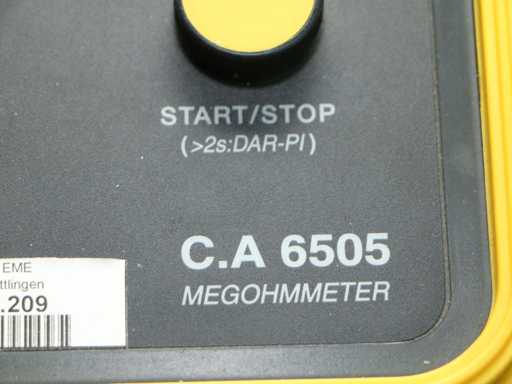 START/STOP
(>2s:DAR-PI)
C.A 6505
MEGOHMMETER
EME
ttlingen
.209